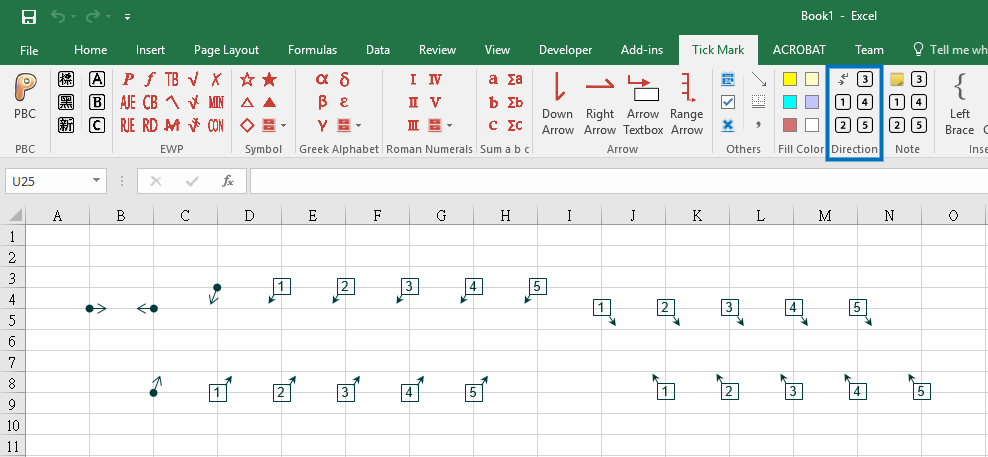 Book1 - Excel
File Home Insert Page Layout Formulas Data Review View Developer Add-ins Tick Mark ACROBAT Team Tell me wh
標 A P f TB √ X α δ I IV a Σa 3 3
PBC 黑 B AJE CB MIN β ε II V b Σb Down Right Arrow Range 1 4 1 4 Left
新 C RJE RD CON γ III c Σc Arrow Arrow Textbox Arrow 2 5 2 5 Brace
PBC EWP Symbol Greek Alphabet Roman Numerals Sum a b c Arrow Others Fill Color Direction Note Inse
U25 fx
A B C D E F G H I J K L M N O
1
2
3 1 2 3 4 5
4 1 2 3 4 5
5
6
7
8 1 2 3 4 5 1 2 3 4 5
9
10
11